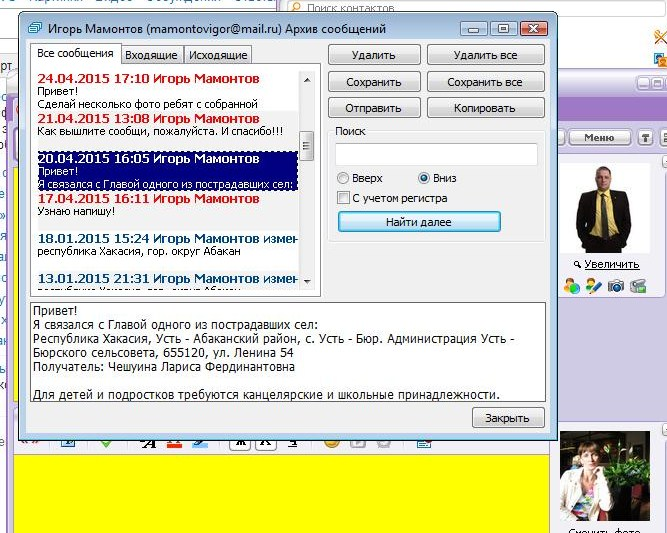 Поиск контактов
Игорь Мамонтов (mamontovigor@mail.ru) Архив сообщений
Все сообщения
Входящие
Исходящие
24.04.2015 17:10 Игорь Мамонтов
Привет!
Сделай несколько фото ребят с собранной
21.04.2015 13:08 Игорь Мамонтов
Как вышлите сообщи, пожалуйста. И спасибо!!!
20.04.2015 16:05 Игорь Мамонтов
Привет!
Я связался с Главой одного из пострадавших сел:
17.04.2015 16:11 Игорь Мамонтов
Узнаю напишу!
18.01.2015 15:24 Игорь Мамонтов измен
республика Хакасия, гор. округ Абакан
13.01.2015 21:31 Игорь Мамонтов измен
республика Хакасия, гор. округ Абакан
Удалить
Удалить все
Сохранить
Сохранить все
Отправить
Копировать
Поиск
Вверх
Вниз
С учетом регистра
Найти далее
Привет!
Я связался с Главой одного из пострадавших сел:
Республика Хакасия, Усть - Абаканский район, с. Усть - Бюр. Администрация Усть -
Бюрского сельсовета, 655120, ул. Ленина 54
Получатель: Чешуина Лариса Фердинантовна
Для детей и подростков требуются канцелярские и школьные принадлежности.
Закрыть
Меню
Увеличить
Сменить фото